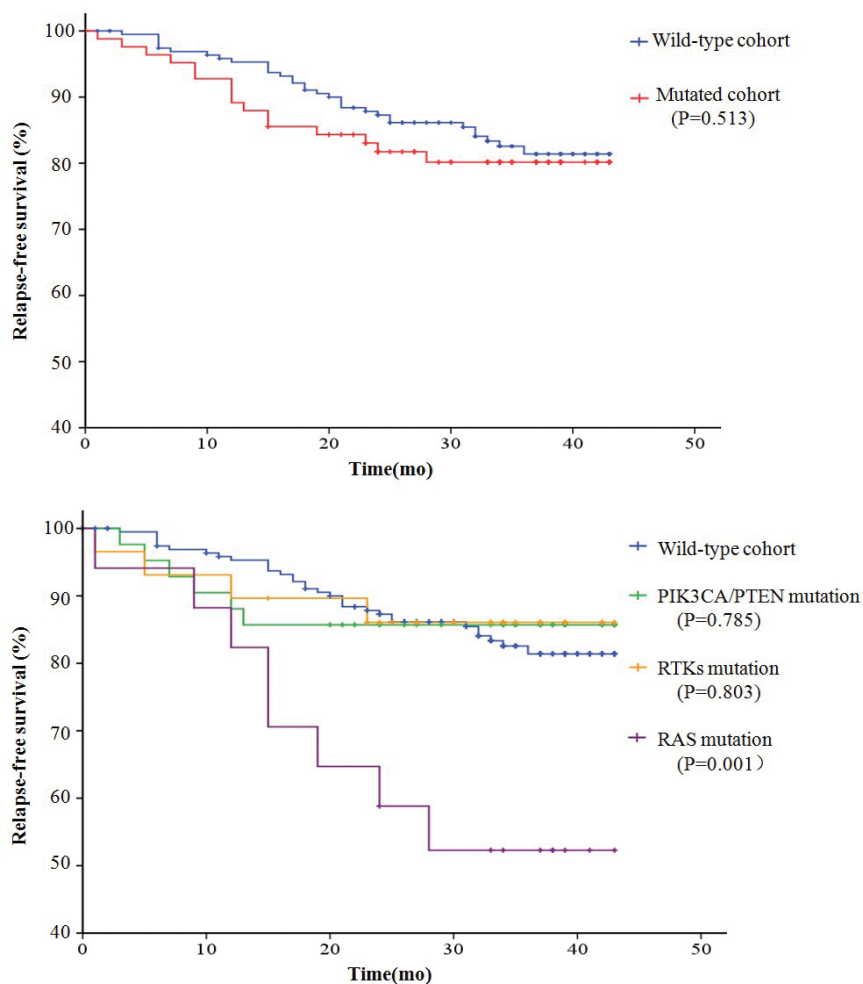 Relapse-free survival (%)
100
90
80
70
60
50
40
0
10
20
30
40
50
Time(mo)
Wild-type cohort
Mutated cohort
(P=0.513)
Relapse-free survival (%)
100
90
80
70
60
50
40
0
10
20
30
40
50
Time(mo)
Wild-type cohort
PIK3CA/PTEN mutation
(P=0.785)
RTKs mutation
(P=0.803)
RAS mutation
(P=0.001）